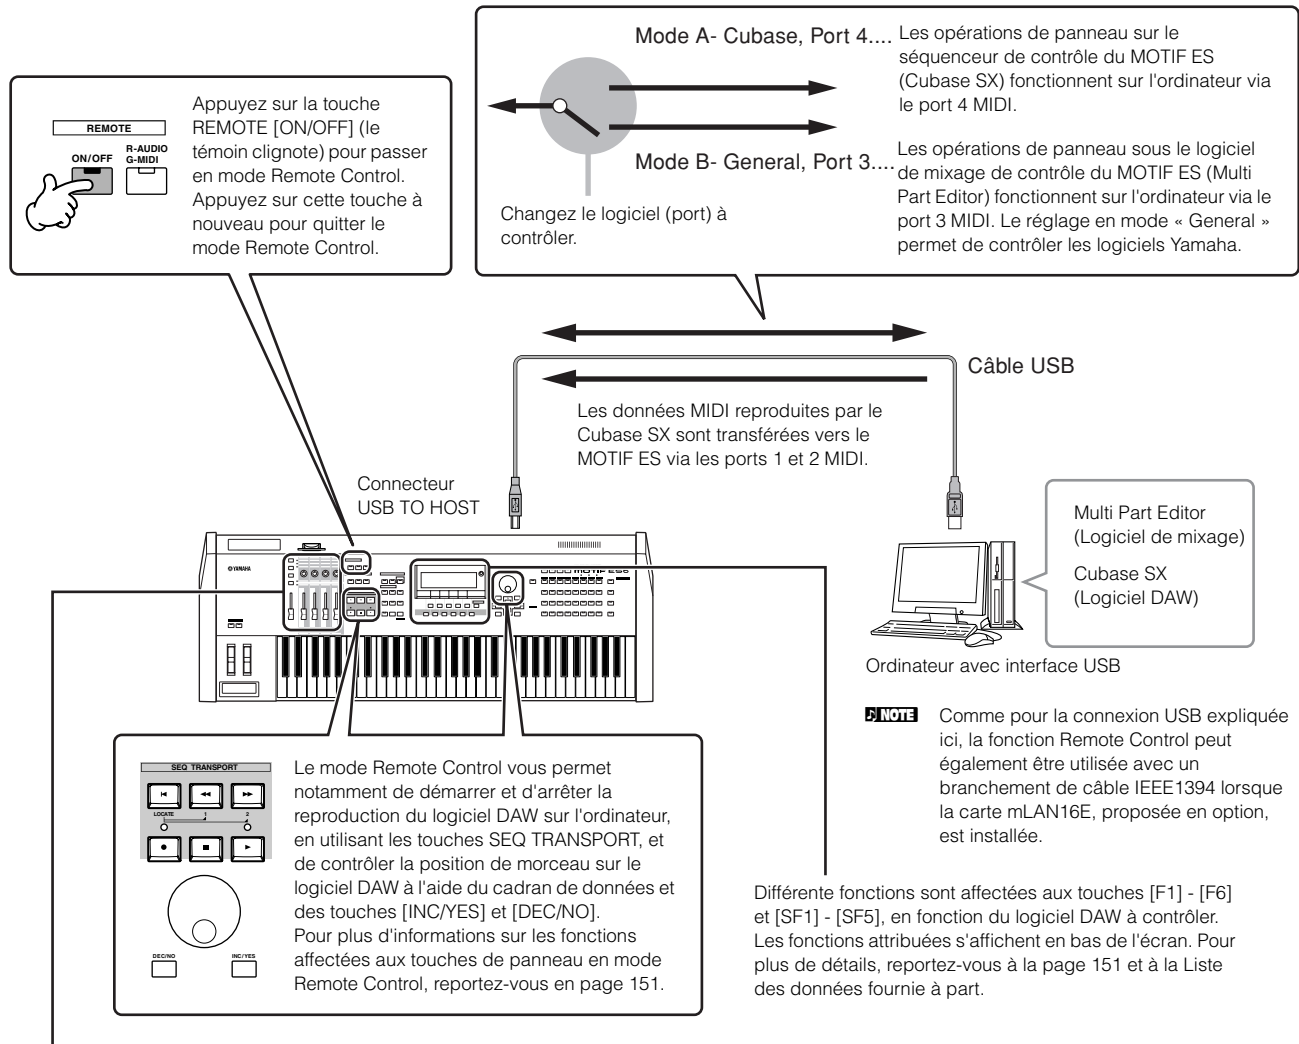 Mode A- Cubase, Port 4....
Les opérations de panneau sur le
séquenceur de contrôle du MOTIF ES
(Cubase SX) fonctionnent sur l'ordinateur via
le port 4 MIDI.
Mode B- General, Port 3....
Les opérations de panneau sous le logiciel
de mixage de contrôle du MOTIF ES (Multi
Part Editor) fonctionnent sur l'ordinateur via le
port 3 MIDI. Le réglage en mode « General »
permet de contrôler les logiciels Yamaha.
Changez le logiciel (port) à
contrôler.
REMOTE
ON/OFF
R-AUDIO
G-MIDI
Appuyez sur la touche
REMOTE [ON/OFF] (le
témoin clignote) pour passer
en mode Remote Control.
Appuyez sur cette touche à
nouveau pour quitter le
mode Remote Control.
Câble USB
Les données MIDI reproduites par le
Cubase SX sont transférées vers le
MOTIF ES via les ports 1 et 2 MIDI.
Connecteur
USB TO HOST
YAMAHA
MOTIF ES6
Multi Part Editor
(Logiciel de mixage)
Cubase SX
(Logiciel DAW)
Ordinateur avec interface USB
NOTE
Comme pour la connexion USB expliquée
ici, la fonction Remote Control peut
également être utilisée avec un
branchement de câble IEEE1394 lorsque
la carte mLAN16E, proposée en option,
est installée.
SEQ TRANSPORT
LOCATE 1 2
DEC/NO
INC/YES
Le mode Remote Control vous permet
notamment de démarrer et d'arrêter la
reproduction du logiciel DAW sur l'ordinateur,
en utilisant les touches SEQ TRANSPORT, et
de contrôler la position de morceau sur le
logiciel DAW à l'aide du cadran de données et
des touches [INC/YES] et [DEC/NO].
Pour plus d'informations sur les fonctions
affectées aux touches de panneau en mode
Remote Control, reportez-vous en page 151.
Différente fonctions sont affectées aux touches [F1] - [F6]
et [SF1] - [SF5], en fonction du logiciel DAW à contrôler.
Les fonctions attribuées s'affichent en bas de l'écran. Pour
plus de détails, reportez-vous à la page 151 et à la Liste
des données fournie à part.